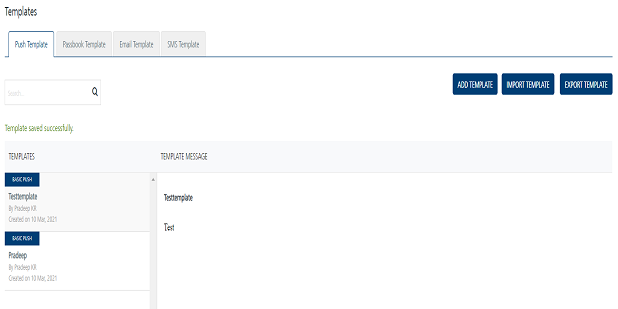 Templates
Push Template Passbook Template Email Template SMS Template
Search... ADD TEMPLATE IMPORT TEMPLATE EXPORT TEMPLATE
Template saved successfully.
TEMPLATES TEMPLATE MESSAGE
BASIC PUSH
Testtemplate
By Pradeep KR
Created on 10 Mar, 2021
Testtemplate
Test
BASIC PUSH
Pradeep
By Pradeep KR
Created on 10 Mar, 2021